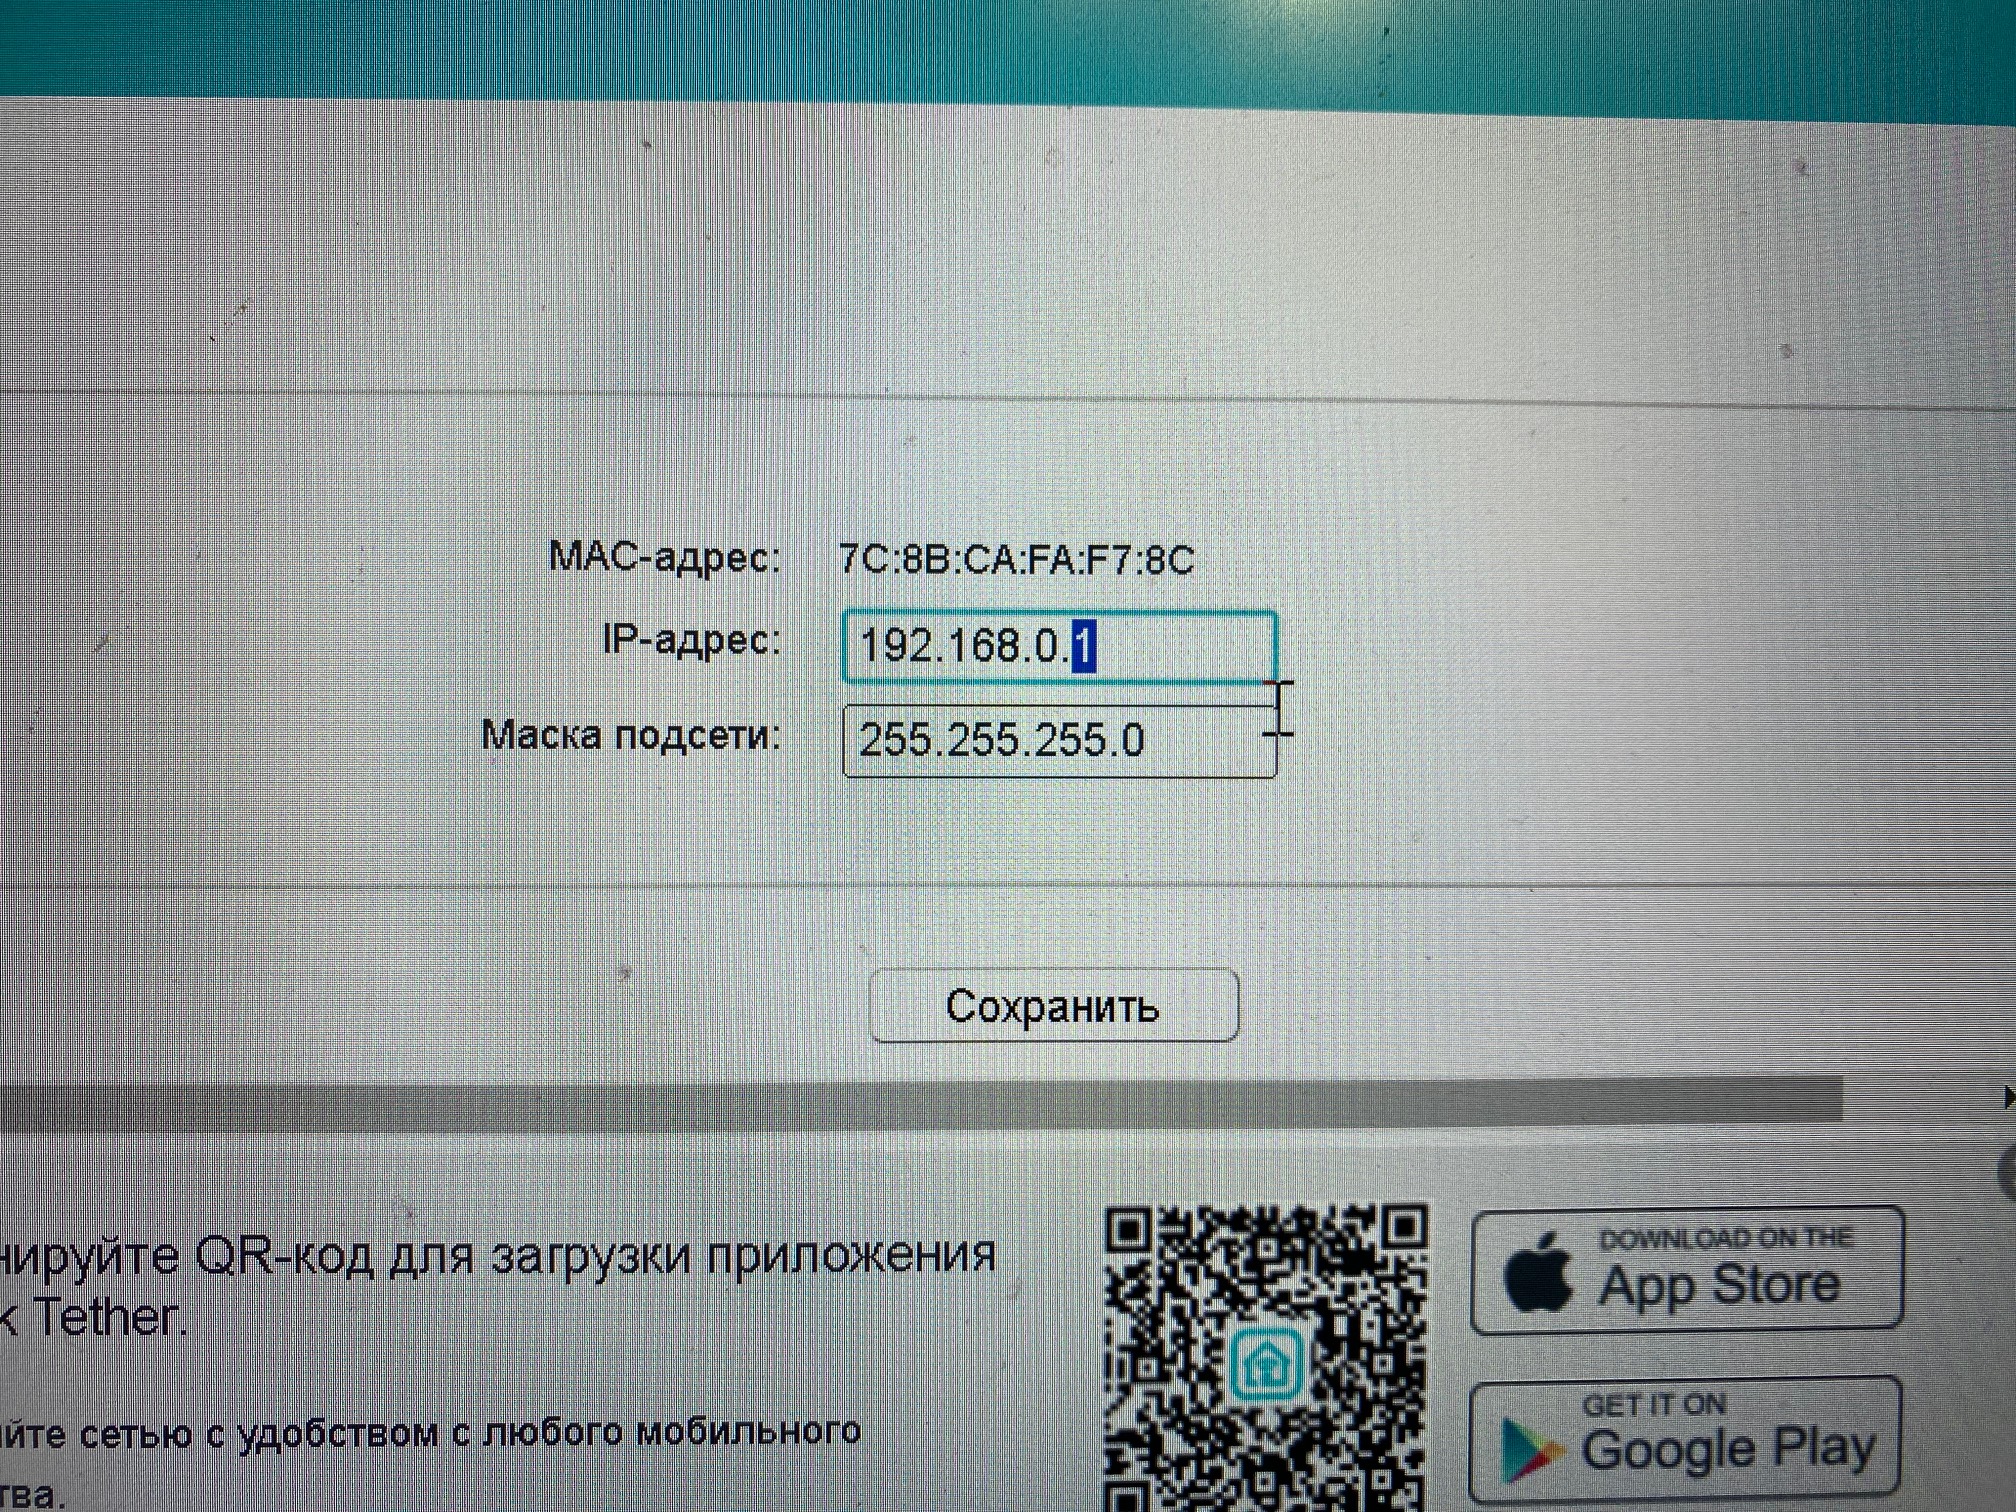 MAC-адрес: 7C:8B:CA:FA:F7:8C
IP-адрес: 192.168.0.1
Маска подсети: 255.255.255.0
Сохранить
нируйте QR-код для загрузки приложения
к Tether.
йте сетью с удобством с любого мобильного
тва.
DOWNLOAD ON THE
App Store
GET IT ON
Google Play